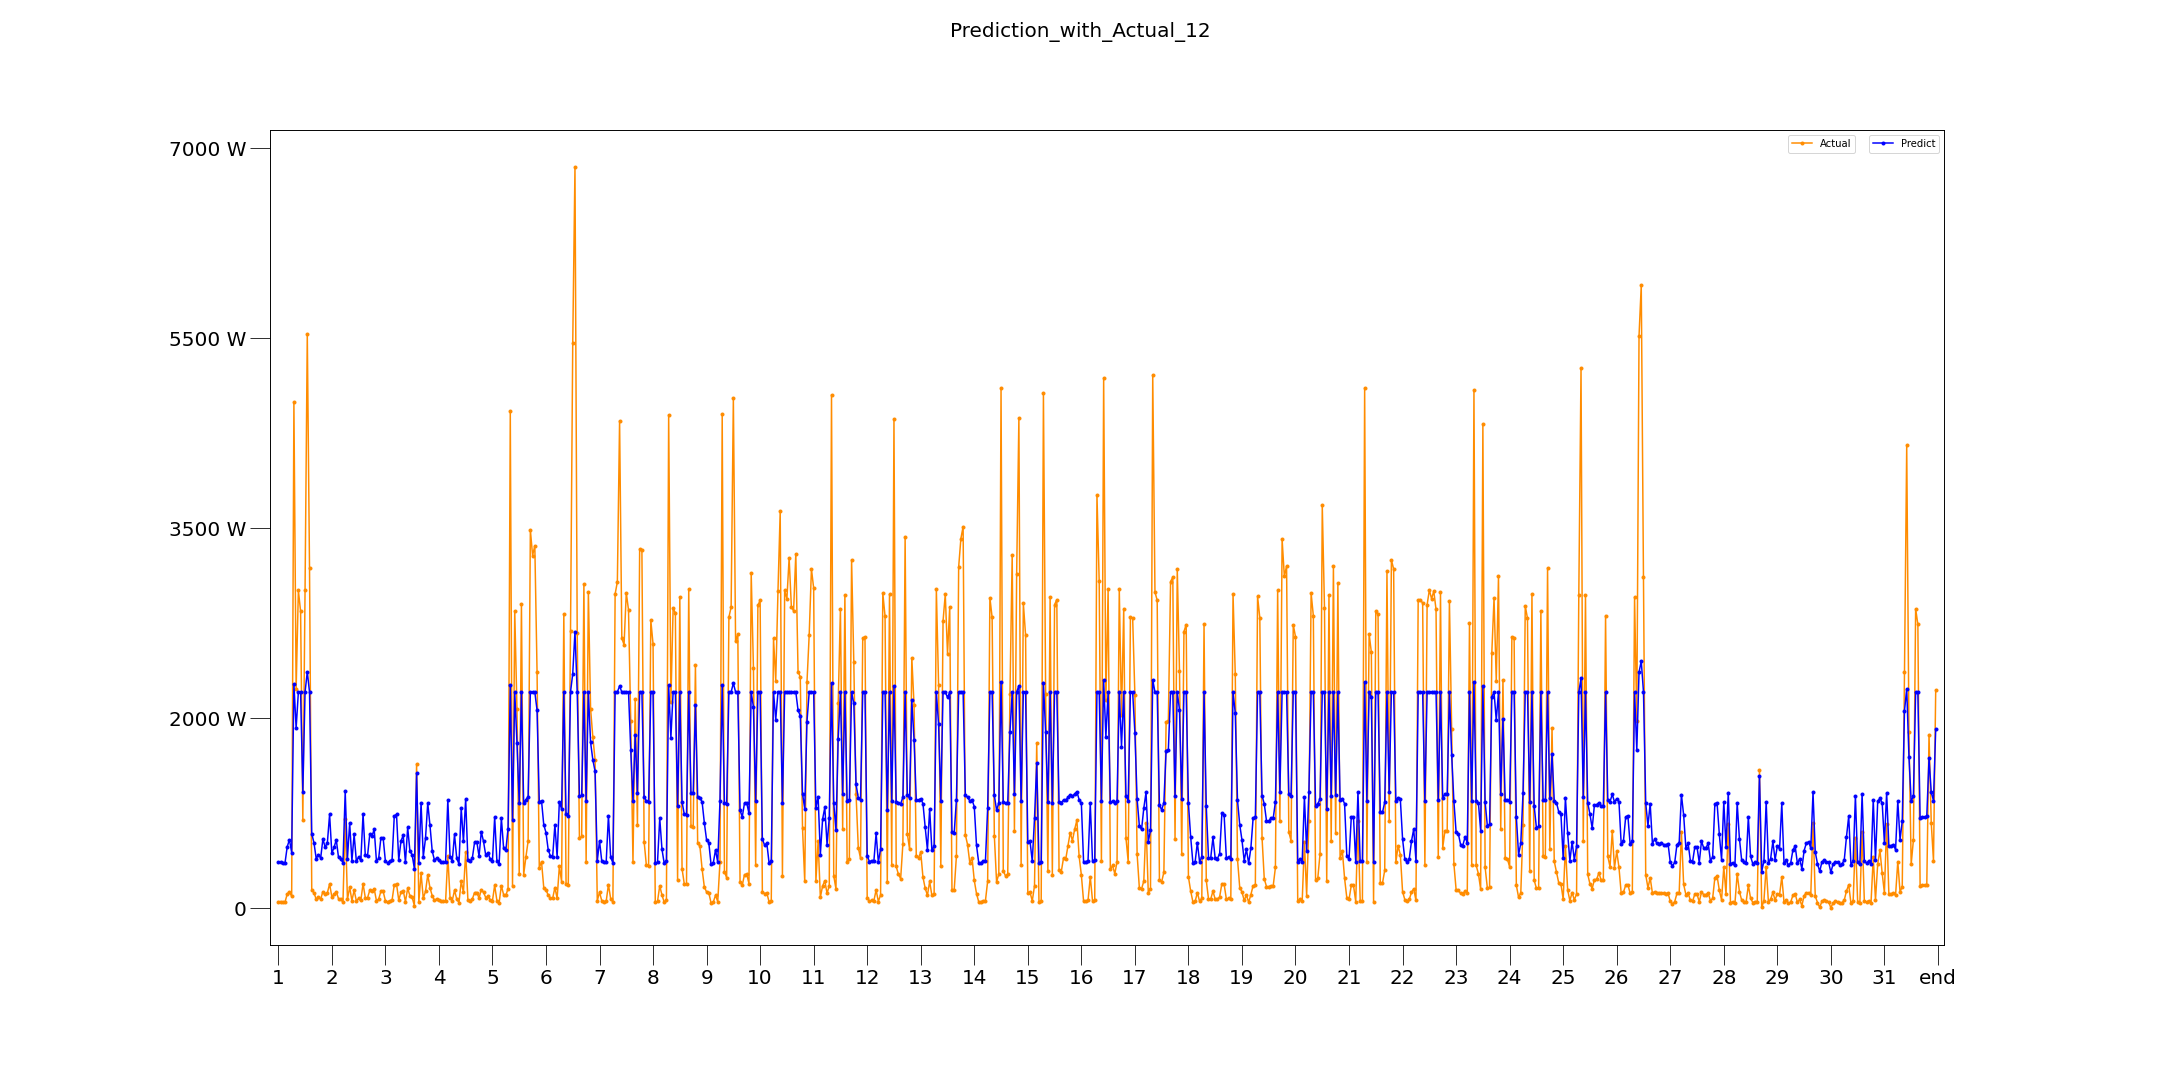 Prediction_with_Actual_12
Actual Predict
7000 W
5500 W
3500 W
2000 W
0
1 2 3 4 5 6 7 8 9 10 11 12 13 14 15 16 17 18 19 20 21 22 23 24 25 26 27 28 29 30 31 end